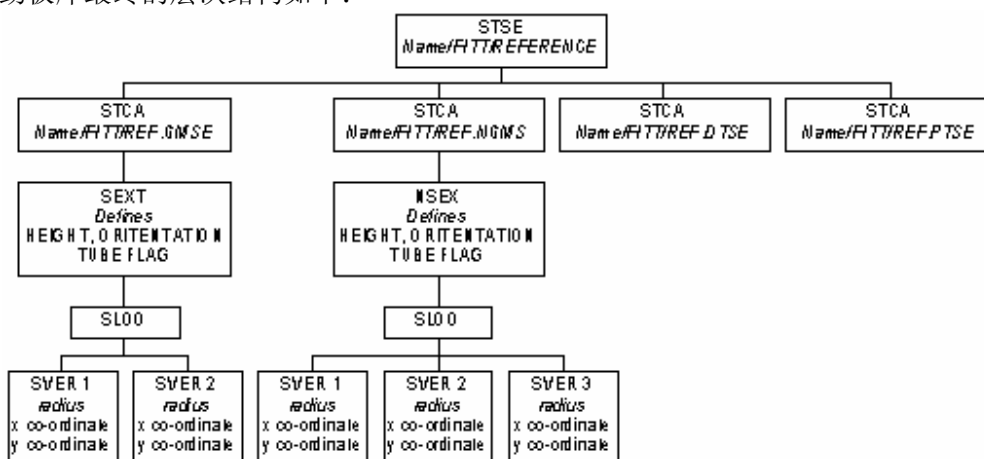 STSE
Name/FITT/REFERENCE
STCA
Name/FITT/REF.GMSE
STCA
Name/FITT/REF.NGMS
STCA
Name/FITT/REF.DTSE
STCA
Name/FITT/REF.PTSE
SEXT
Defines
HEIGHT, ORITENTATION
TUBE FLAG
NSEX
Defines
HEIGHT, ORITENTATION
TUBE FLAG
SLOO
SLOO
SVER 1
radius
x co-ordinate
y co-ordinate
SVER 2
radius
x co-ordinate
y co-ordinate
SVER 1
radius
x co-ordinate
y co-ordinate
SVER 2
radius
x co-ordinate
y co-ordinate
SVER 3
radius
x co-ordinate
y co-ordinate